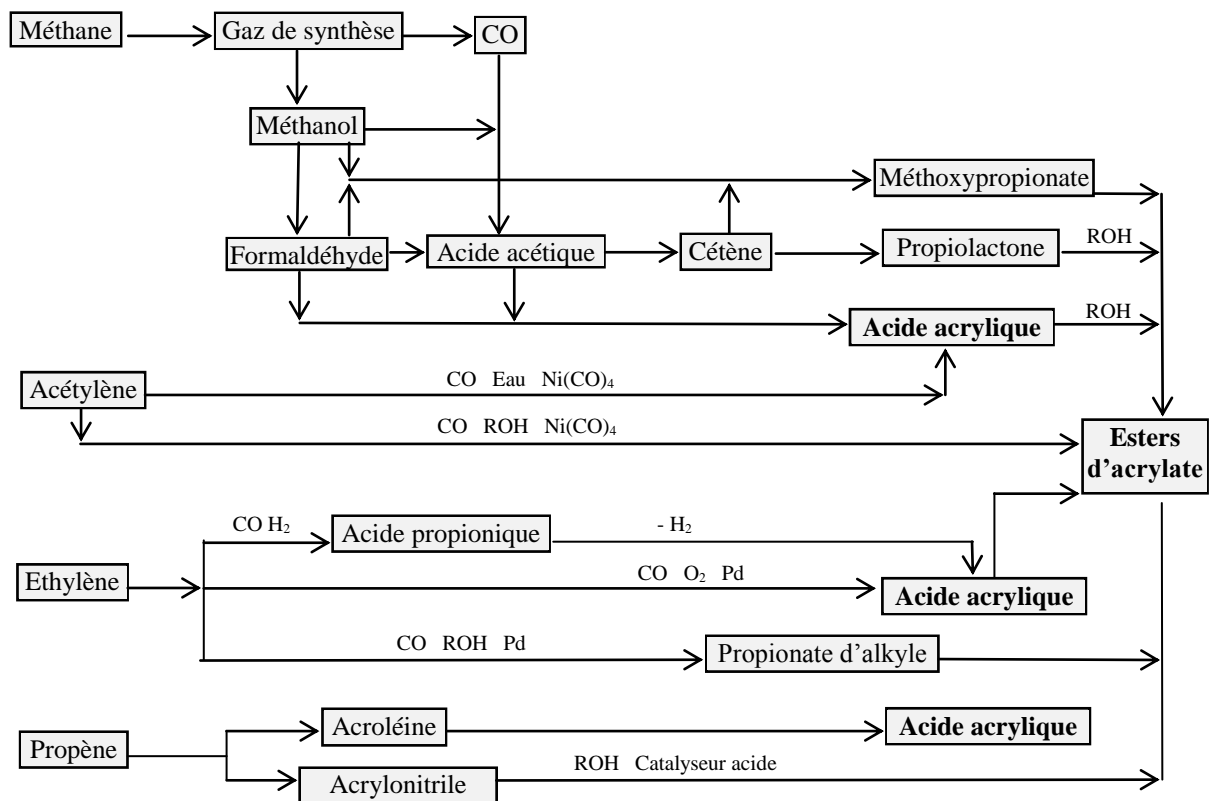 Méthane
Gaz de synthèse
CO
Méthanol
Méthoxypropionate
Formaldéhyde
Acide acétique
Cétène
Propiolactone
ROH
Acide acrylique
ROH
Acétylène
CO Eau Ni(CO)₄
CO ROH Ni(CO)₄
Esters
d’acrylate
CO H₂
Acide propionique
- H₂
Ethylène
CO O₂ Pd
Acide acrylique
CO ROH Pd
Propionate d’alkyle
Propène
Acroléine
Acide acrylique
Acrylonitrile
ROH Catalyseur acide